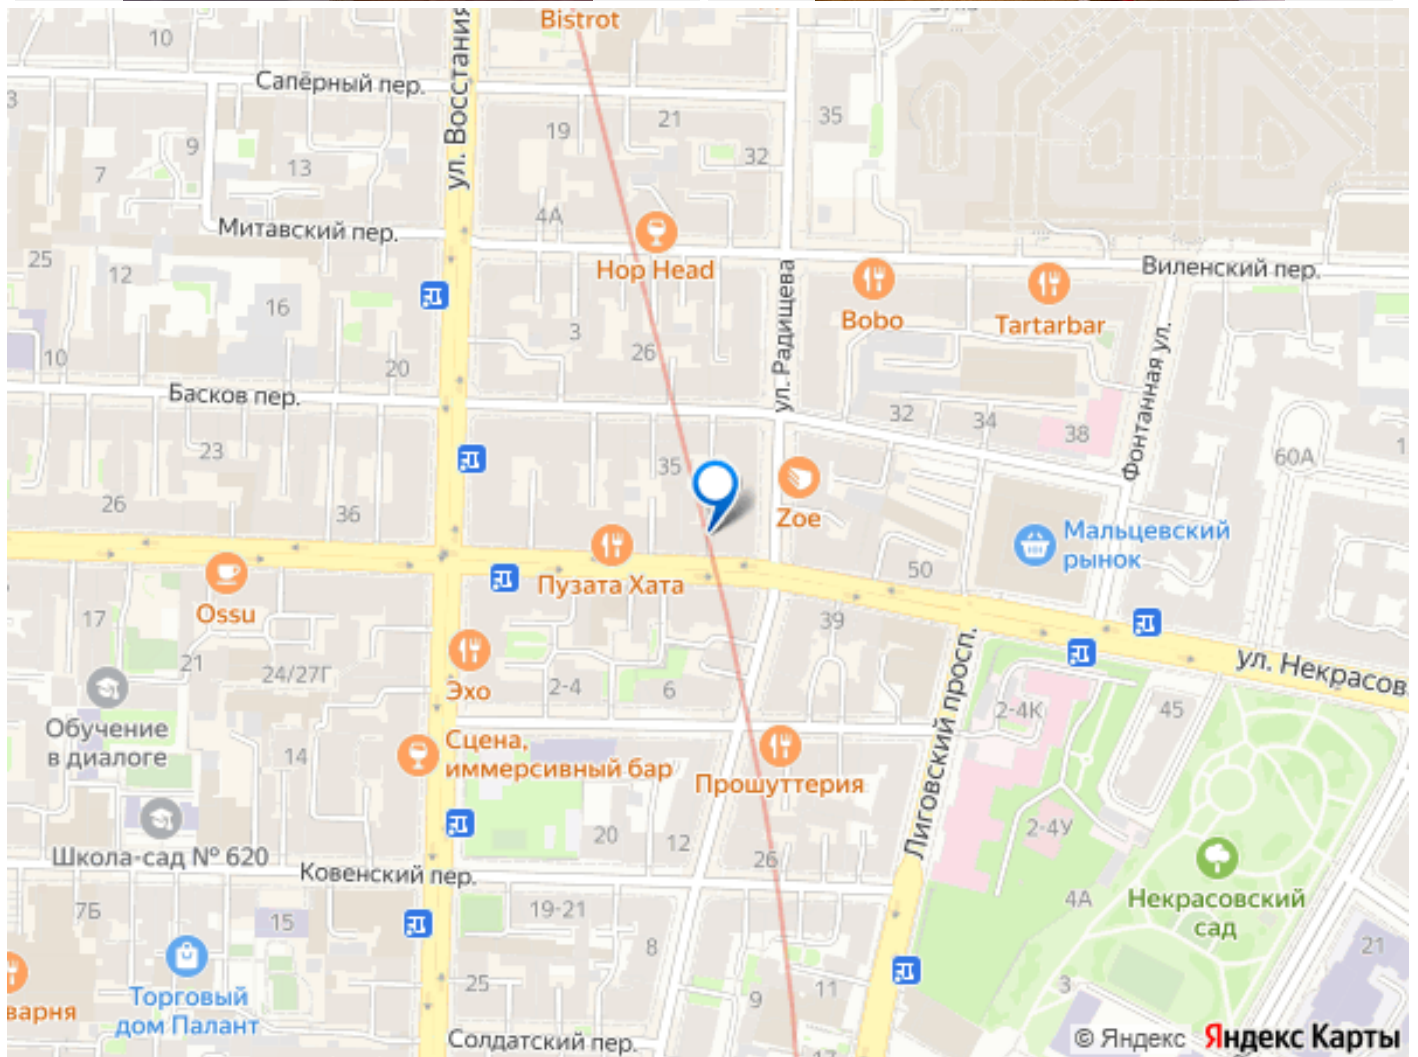 Bistrot
10
Сапёрный пер.
ул. Восстания
3
9
13
7
19
21
32
35
4А
Митавский пер.
Hop Head
ул. Радищева
Виленский пер.
25
12
16
Bobo
Tartarbar
3
26
10
20
Басков пер.
Фонтанная ул.
32
34
38
23
35
60А
1
26
36
Zoe
Мальцевский
рынок
Пузата Хата
50
Ossu
17
39
21
24/27Г
Эхо
2-4
6
Лиговский просп.
ул. Некрасов
2-4К
45
Обучение
в диалоге
14
Сцена,
иммерсивный бар
Прошуттерия
2-4У
20
12
26
Школа-сад № 620
Ковенский пер.
7Б
15
19-21
4А
Некрасовский
сад
8
21
25
3
варня
Торговый
дом Палант
9
11
Солдатский пер.
17
© Яндекс Яндекс Карты